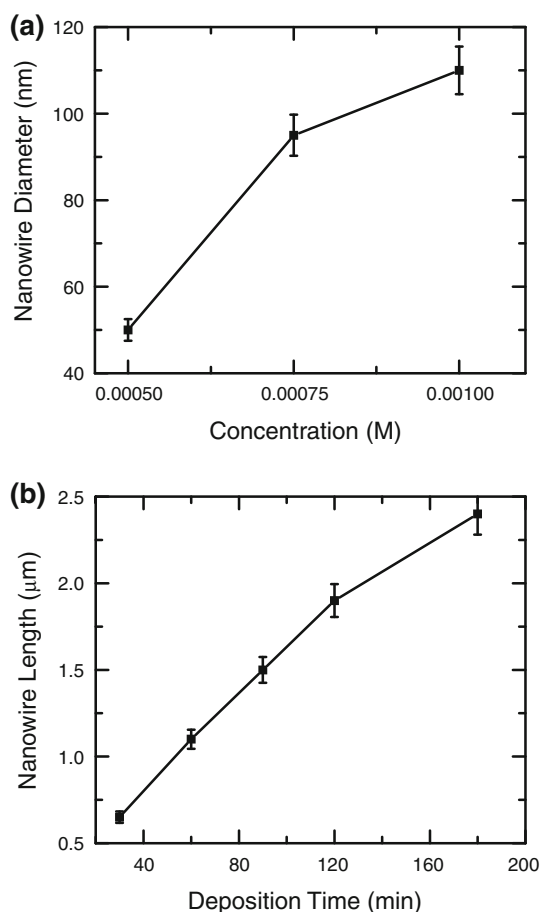 (a)
120
100
80
60
40
Nanowire Diameter (nm)
0.00050 0.00075 0.00100
Concentration (M)
(b)
2.5
2.0
1.5
1.0
0.5
Nanowire Length (μm)
40 80 120 160 200
Deposition Time (min)